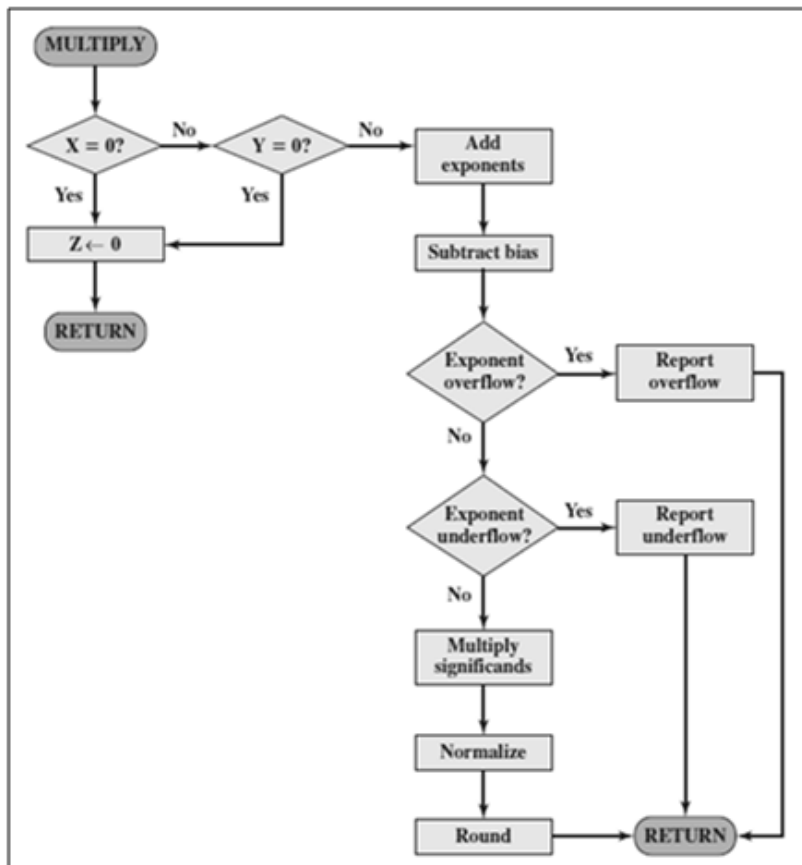 MULTIPLY
X = 0?
No
Y = 0?
No
Add
exponents
Yes
Yes
Z ← 0
Subtract bias
RETURN
Exponent
overflow?
Yes
Report
overflow
No
Exponent
underflow?
Yes
Report
underflow
No
Multiply
significands
Normalize
Round
RETURN